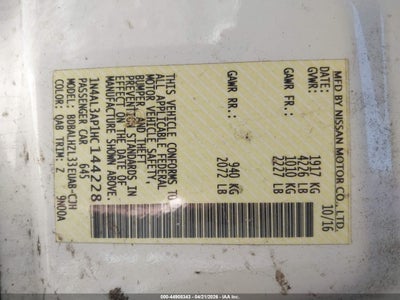 MFD BY NISSAN MOTOR CO., LTD. 10/16
GVWR: 1917 KG
4226 LB
GAWR FR: 1010 KG
2227 LB
GAWR RR: 940 KG
2072 LB
THIS VEHICLE CONFORMS TO
ALL APPLICABLE FEDERAL
MOTOR VEHICLE SAFETY,
BUMPER, AND THEFT
PREVENTION STANDARDS IN
EFFECT ON THE DATE OF
MANUFACTURE SHOWN ABOVE.
1N4AL3AP1HC144228
PASSENGER CAR 645
COLOR: QAB TRIM: Z 9N00A
000-44900343 - 04/21/2026 - IAA Inc.